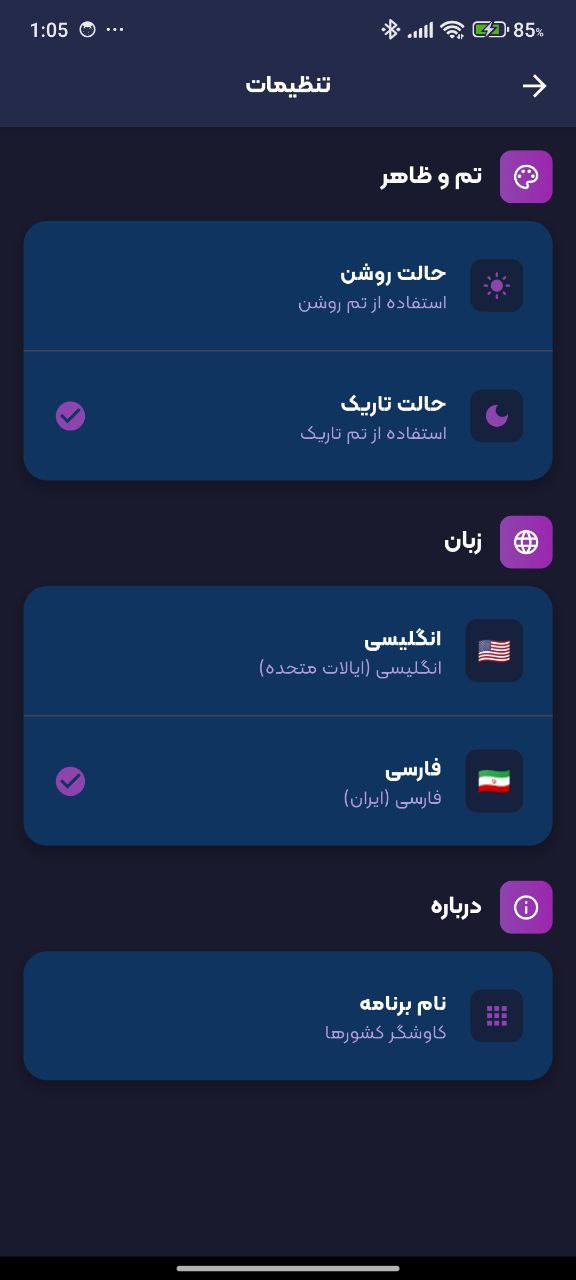 1:05
85%
تنظیمات
تم و ظاهر
حالت روشن
استفاده از تم روشن
حالت تاریک
استفاده از تم تاریک
زبان
انگلیسی
انگلیسی (ایالات متحده)
فارسی
فارسی (ایران)
درباره
نام برنامه
کاوشگر کشورها